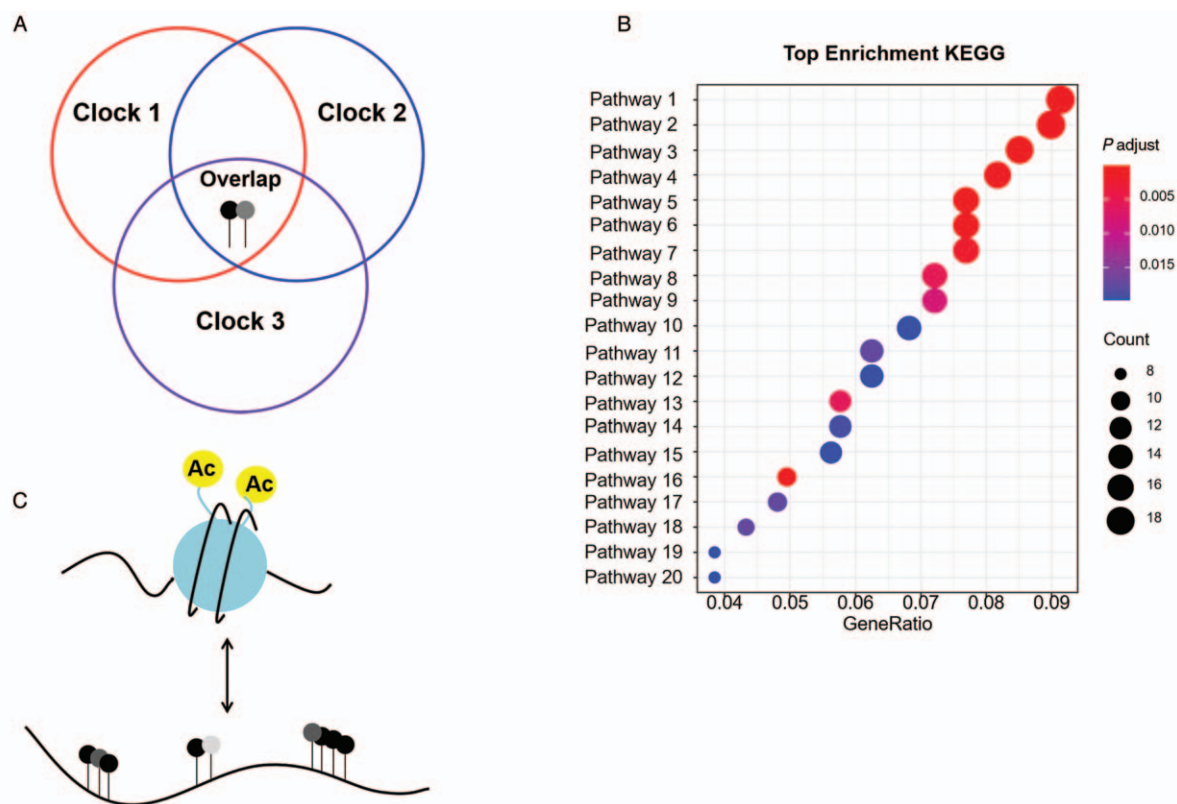 A
Clock 1
Clock 2
Overlap
Clock 3
B
Top Enrichment KEGG
Pathway 1
Pathway 2
Pathway 3
Pathway 4
Pathway 5
Pathway 6
Pathway 7
Pathway 8
Pathway 9
Pathway 10
Pathway 11
Pathway 12
Pathway 13
Pathway 14
Pathway 15
Pathway 16
Pathway 17
Pathway 18
Pathway 19
Pathway 20
0.04 0.05 0.06 0.07 0.08 0.09
GeneRatio
P adjust
0.005
0.010
0.015
Count
8
10
12
14
16
18
C
Ac
Ac